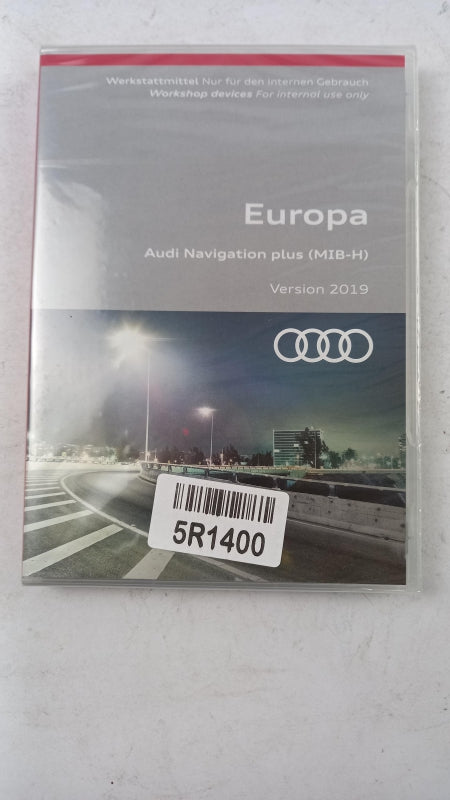 Werkstattmittel Nur für den internen Gebrauch
Workshop devices For internal use only
Europa
Audi Navigation plus (MIB-H)
Version 2019
5R1400